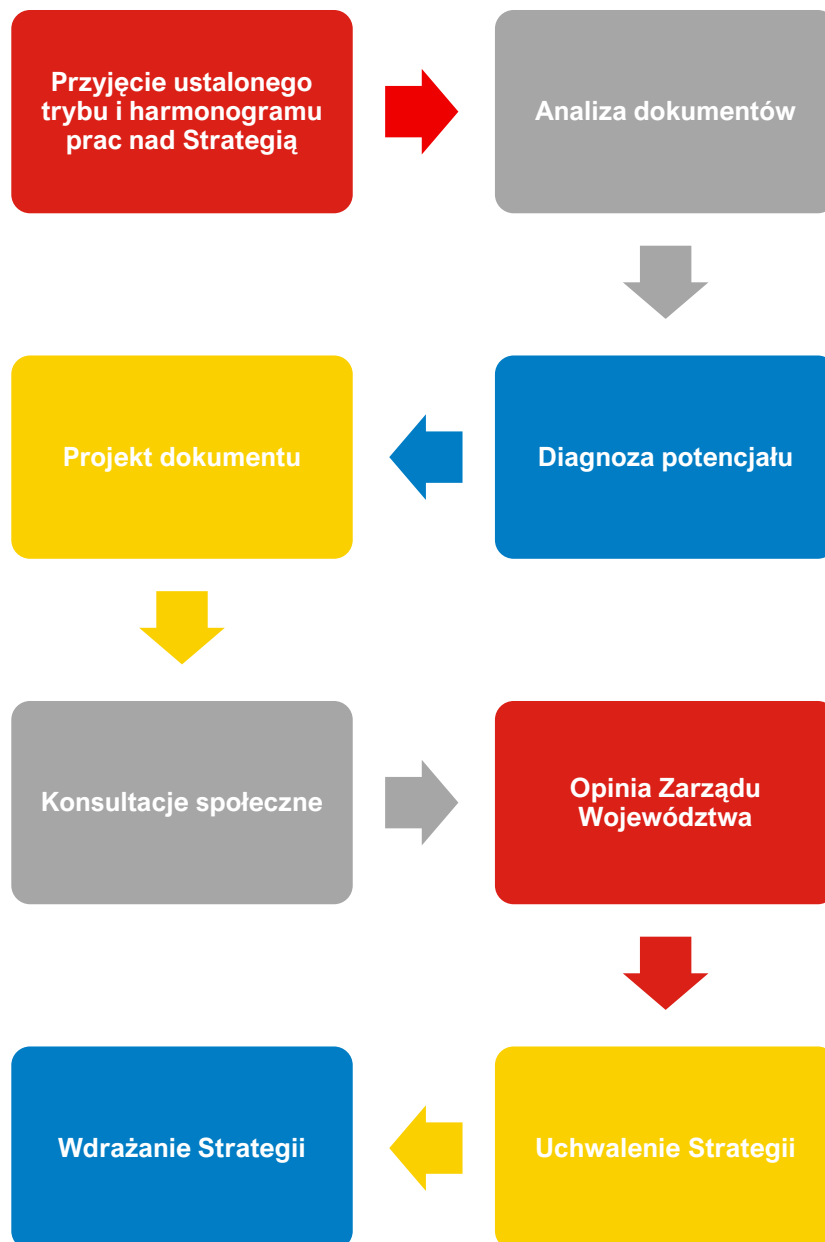 Przyjęcie ustalonego
trybu i harmonogramu
prac nad Strategią
Analiza dokumentów
Diagnoza potencjału
Projekt dokumentu
Konsultacje społeczne
Opinia Zarządu
Województwa
Uchwalenie Strategii
Wdrażanie Strategii